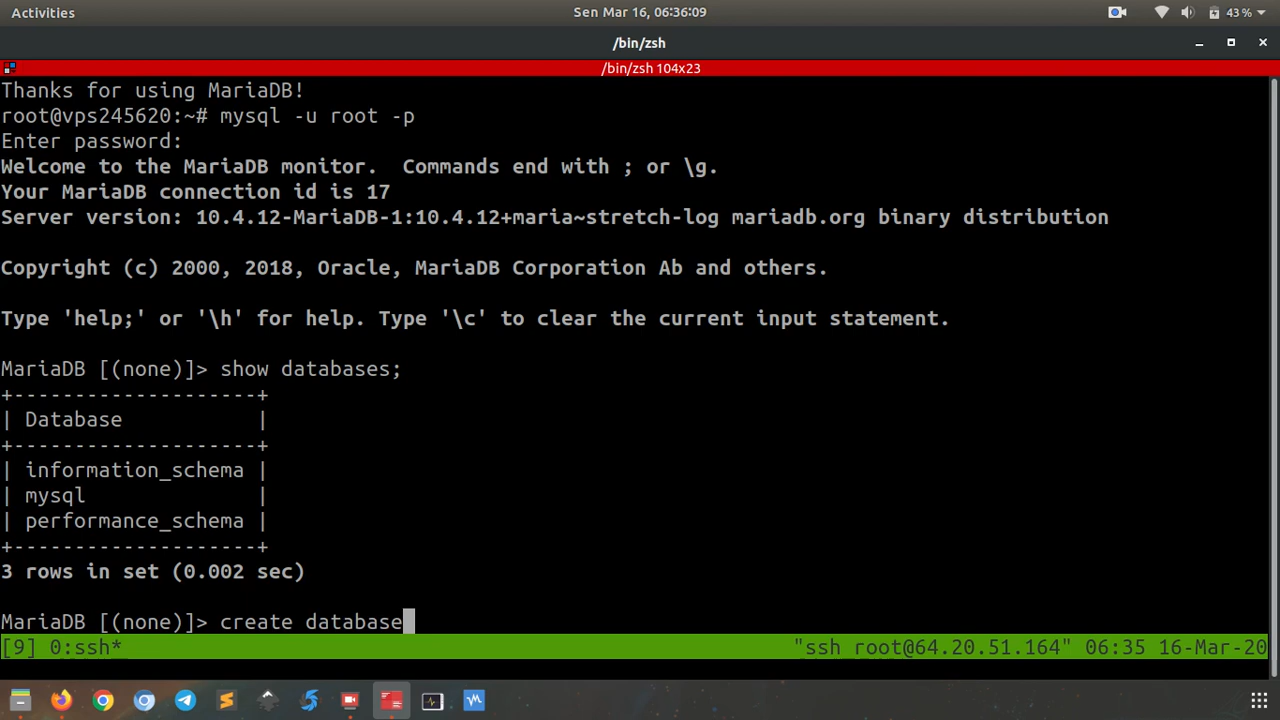 Activities
Sen Mar 16, 06:36:09
43 %
/bin/zsh
/bin/zsh 104x23
Thanks for using MariaDB!
root@vps245620:~# mysql -u root -p
Enter password:
Welcome to the MariaDB monitor.  Commands end with ; or \g.
Your MariaDB connection id is 17
Server version: 10.4.12-MariaDB-1:10.4.12+maria~stretch-log mariadb.org binary distribution
Copyright (c) 2000, 2018, Oracle, MariaDB Corporation Ab and others.
Type 'help;' or '\h' for help. Type '\c' to clear the current input statement.
MariaDB [(none)]> show databases;
+--------------------+
| Database           |
+--------------------+
| information_schema |
| mysql              |
| performance_schema |
+--------------------+
3 rows in set (0.002 sec)
MariaDB [(none)]> create database
[9] 0:ssh*
"ssh root@64.20.51.164" 06:35 16-Mar-20